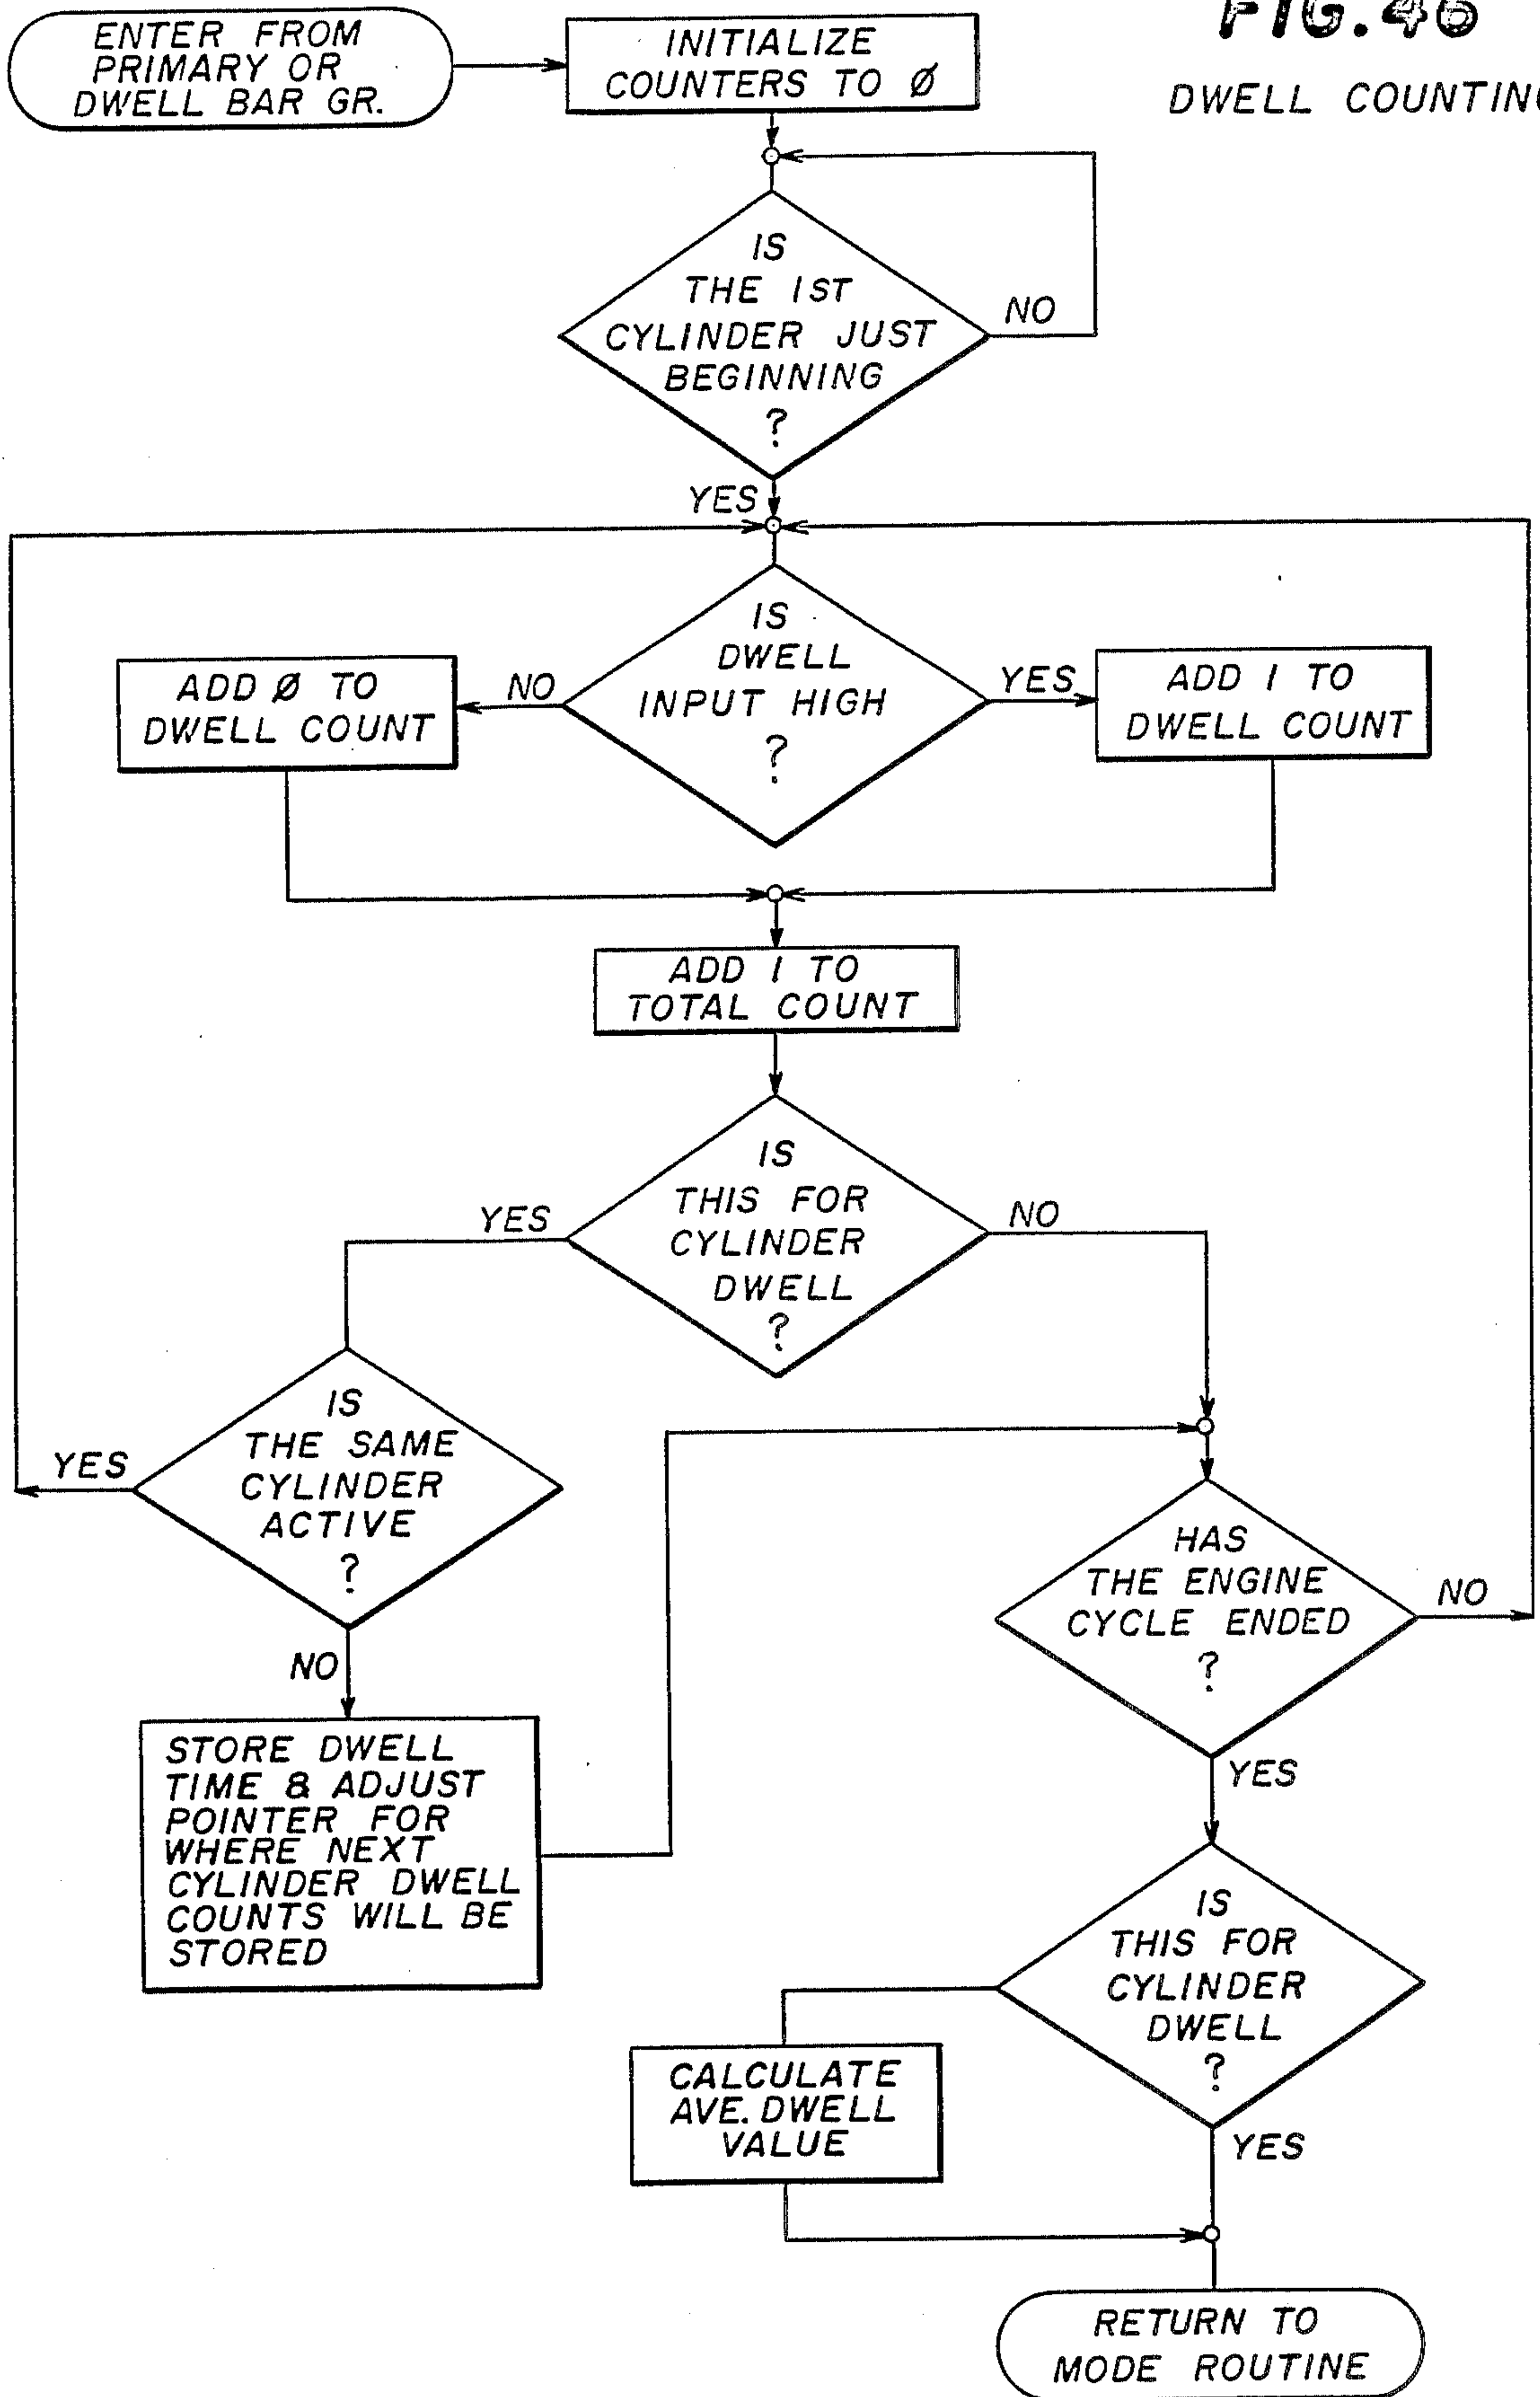 FIG. 46
DWELL COUNTING
ENTER FROM
PRIMARY OR
DWELL BAR GR.
INITIALIZE
COUNTERS TO Ø
IS
THE 1ST
CYLINDER JUST
BEGINNING
?
NO
YES
IS
DWELL
INPUT HIGH
?
NO
YES
ADD Ø TO
DWELL COUNT
ADD 1 TO
DWELL COUNT
ADD 1 TO
TOTAL COUNT
IS
THIS FOR
CYLINDER
DWELL
?
YES
NO
IS
THE SAME
CYLINDER
ACTIVE
?
YES
NO
HAS
THE ENGINE
CYCLE ENDED
?
NO
YES
STORE DWELL
TIME & ADJUST
POINTER FOR
WHERE NEXT
CYLINDER DWELL
COUNTS WILL BE
STORED
IS
THIS FOR
CYLINDER
DWELL
?
YES
CALCULATE
AVE. DWELL
VALUE
RETURN TO
MODE ROUTINE